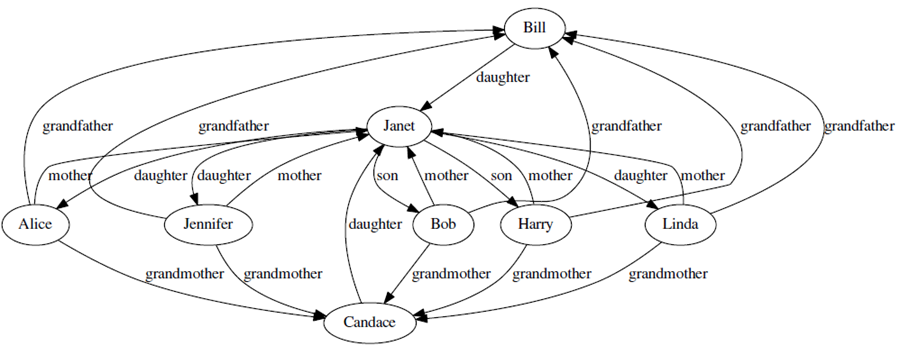 Bill
daughter
grandfather grandfather grandfather grandfather grandfather
Janet
mother daughter daughter mother son mother son mother daughter mother
Alice Jennifer Bob Harry Linda
daughter
grandmother grandmother grandmother grandmother grandmother
Candace